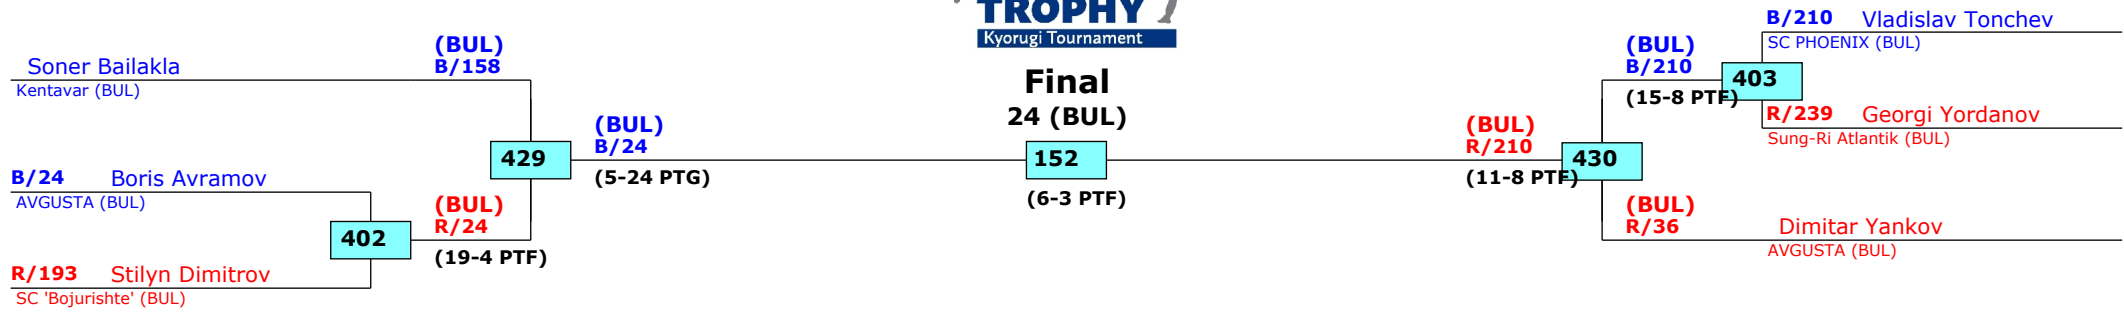 TROPHY
Kyorugi Tournament
Final
24 (BUL)
152
(6-3 PTF)
Soner Bailakla
Kentavar (BUL)
(BUL)
B/158
429
(BUL)
B/24
(5-24 PTG)
B/24 Boris Avramov
AVGUSTA (BUL)
402
(BUL)
R/24
(19-4 PTF)
R/193 Stilyn Dimitrov
SC 'Bojurishte' (BUL)
B/210 Vladislav Tonchev
SC PHOENIX (BUL)
(BUL)
B/210
(15-8 PTF)
403
R/239 Georgi Yordanov
Sung-Ri Atlantik (BUL)
(BUL)
R/210
(11-8 PTF)
430
(BUL)
R/36
Dimitar Yankov
AVGUSTA (BUL)